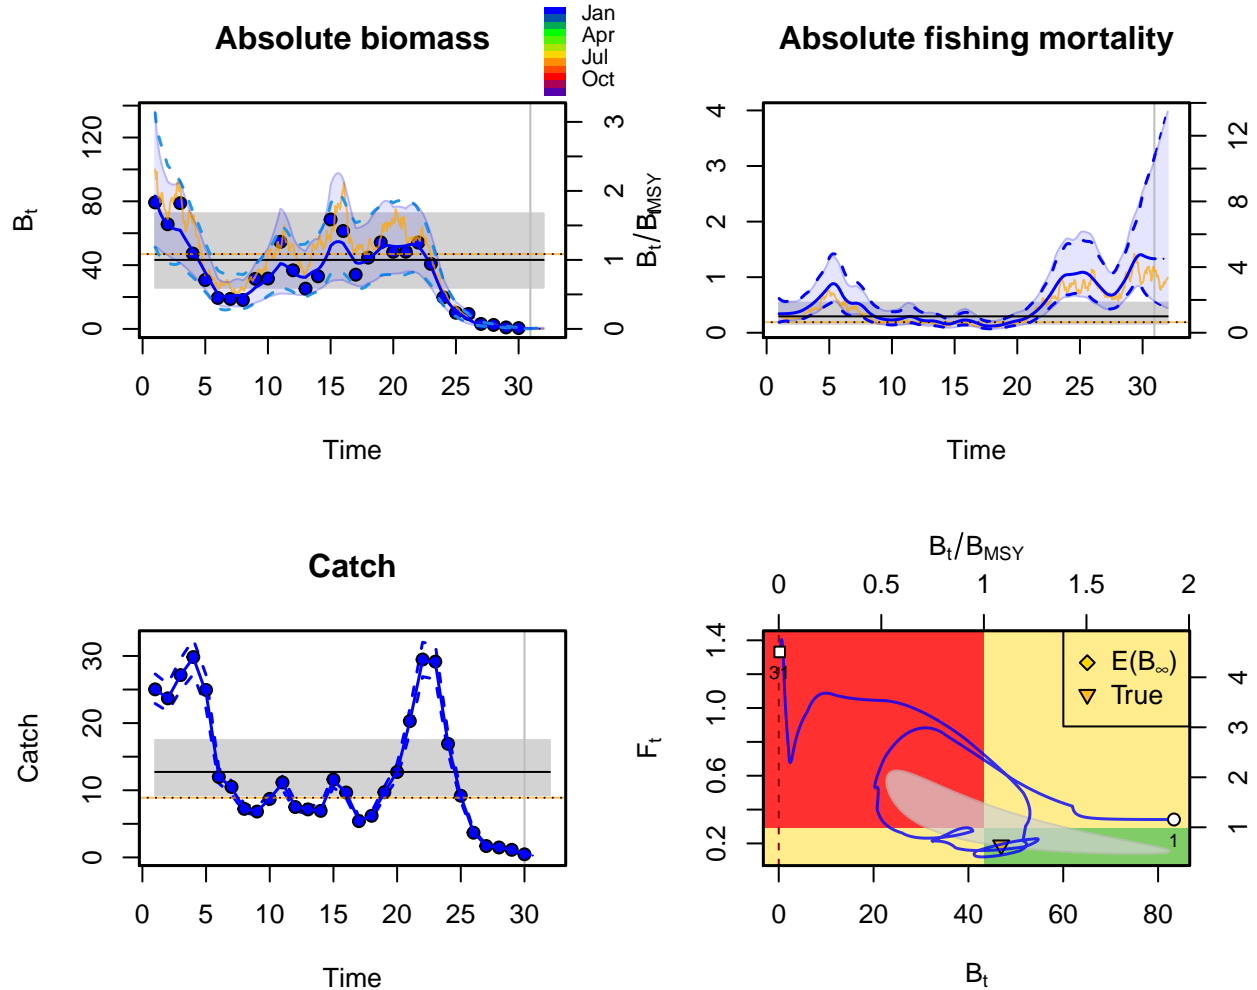 Absolute biomass
Jan
Apr
Jul
Oct
Absolute fishing mortality
0 40 80 120
Bt
0 1 2 3
Bt/BMSY
0 5 10 15 20 25 30
Time
0 1 2 3 4
0 4 8 12
0 5 10 15 20 25 30
Time
Catch
0 10 20 30
Catch
0 5 10 15 20 25 30
Time
Bt/BMSY
0 0.5 1 1.5 2
0.2 0.6 1.0 1.4
Ft
1 2 3 4
E(B∞)
True
31
1
0 20 40 60 80
Bt